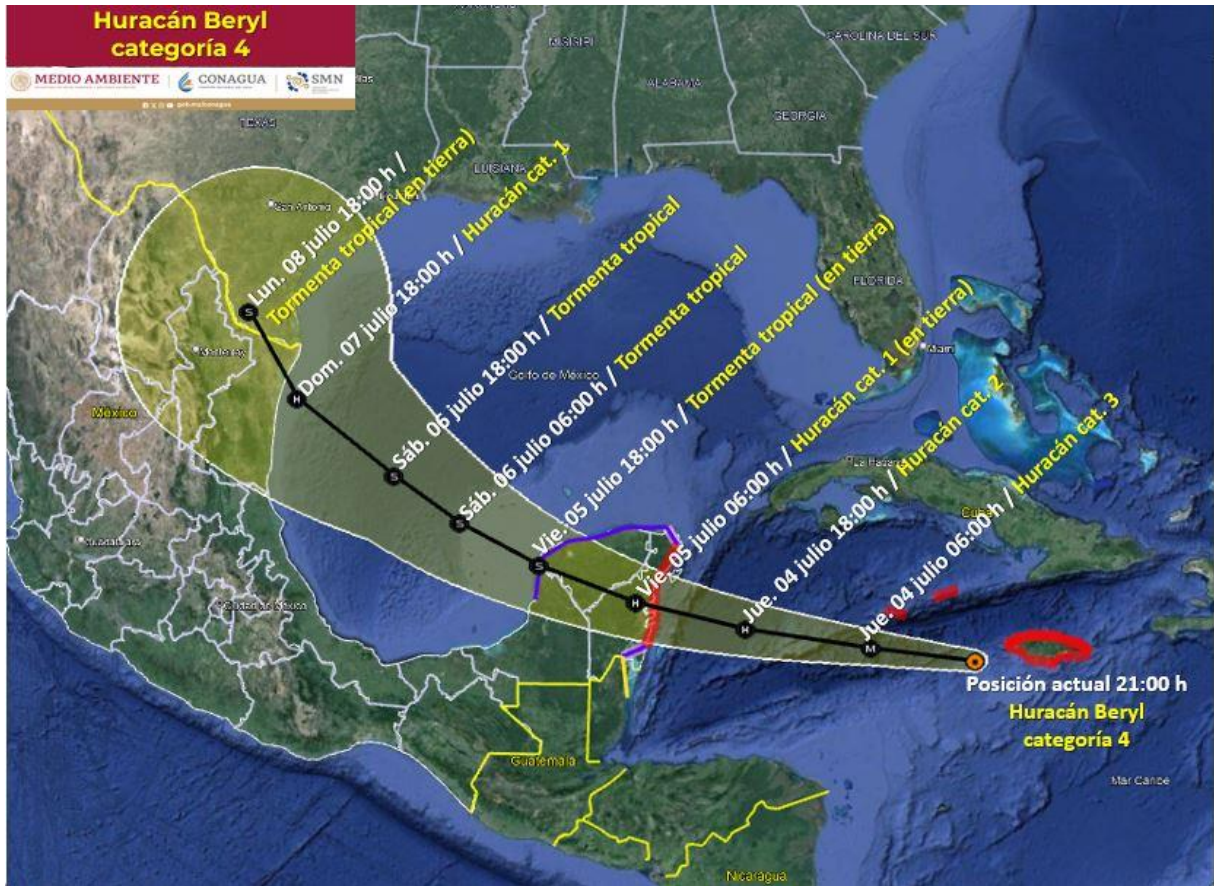 Huracán Beryl
categoría 4
MEDIO AMBIENTE
CONAGUA
SMN
MISISIPI
CAROLINA DEL SUR
ALABAMA
GEORGIA
TEXAS
LUISIANA
San Antonio
Lun. 08 julio 18:00 h /
Tormenta tropical (en tierra)
Dom. 07 julio 18:00 h / Huracán cat. 1
Sáb. 06 julio 18:00 h / Tormenta tropical
Sáb. 06 julio 06:00 h / Tormenta tropical
Vie. 05 julio 18:00 h / Tormenta tropical (en tierra)
Vie. 05 julio 06:00 h / Huracán cat. 1 (en tierra)
Jue. 04 julio 18:00 h / Huracán cat. 2
Jue. 04 julio 06:00 h / Huracán cat. 3
FLORIDA
Miami
Monterrey
Golfo de México
México
La Habana
Cuba
Guadalajara
Ciudad de México
S
H
S
S
S
H
H
M
Posición actual 21:00 h
Huracán Beryl
categoría 4
Guatemala
Mar Caribe
Nicaragua